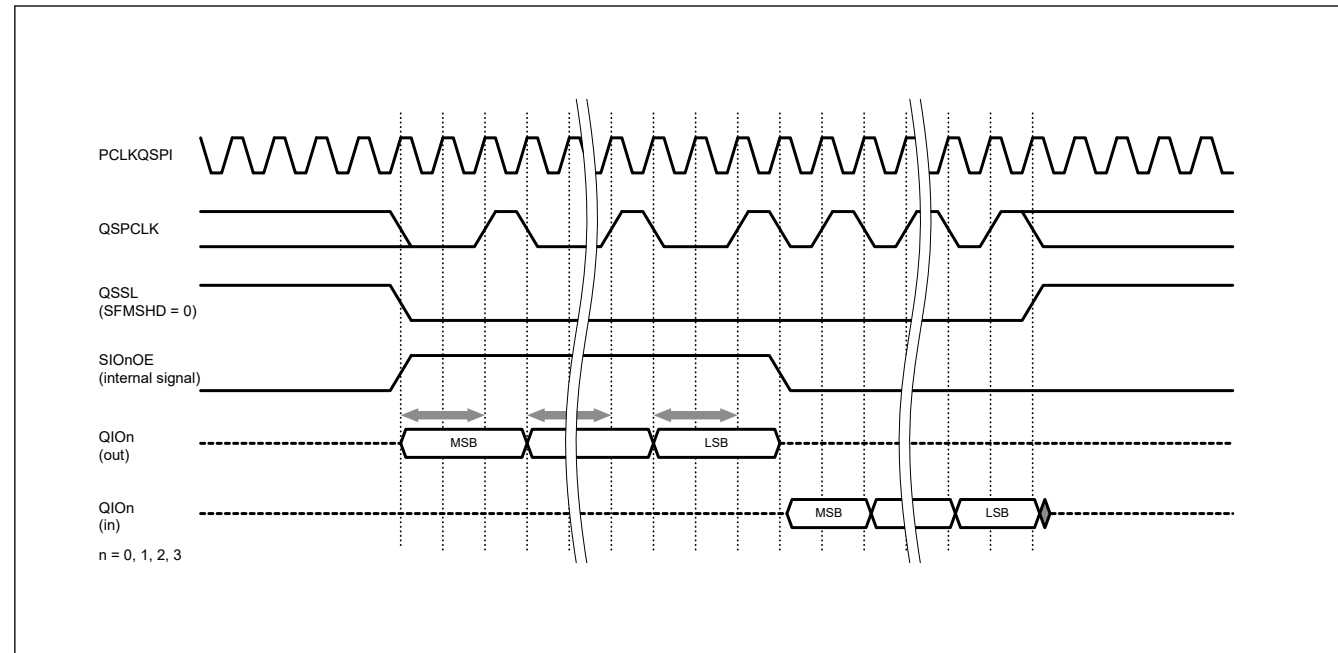 PCLKQSPI
QSPCLK
QSSL
(SFMSHD = 0)
SIOnOE
(internal signal)
QIOn
(out)
MSB
LSB
QIOn
(in)
MSB
LSB
n = 0, 1, 2, 3